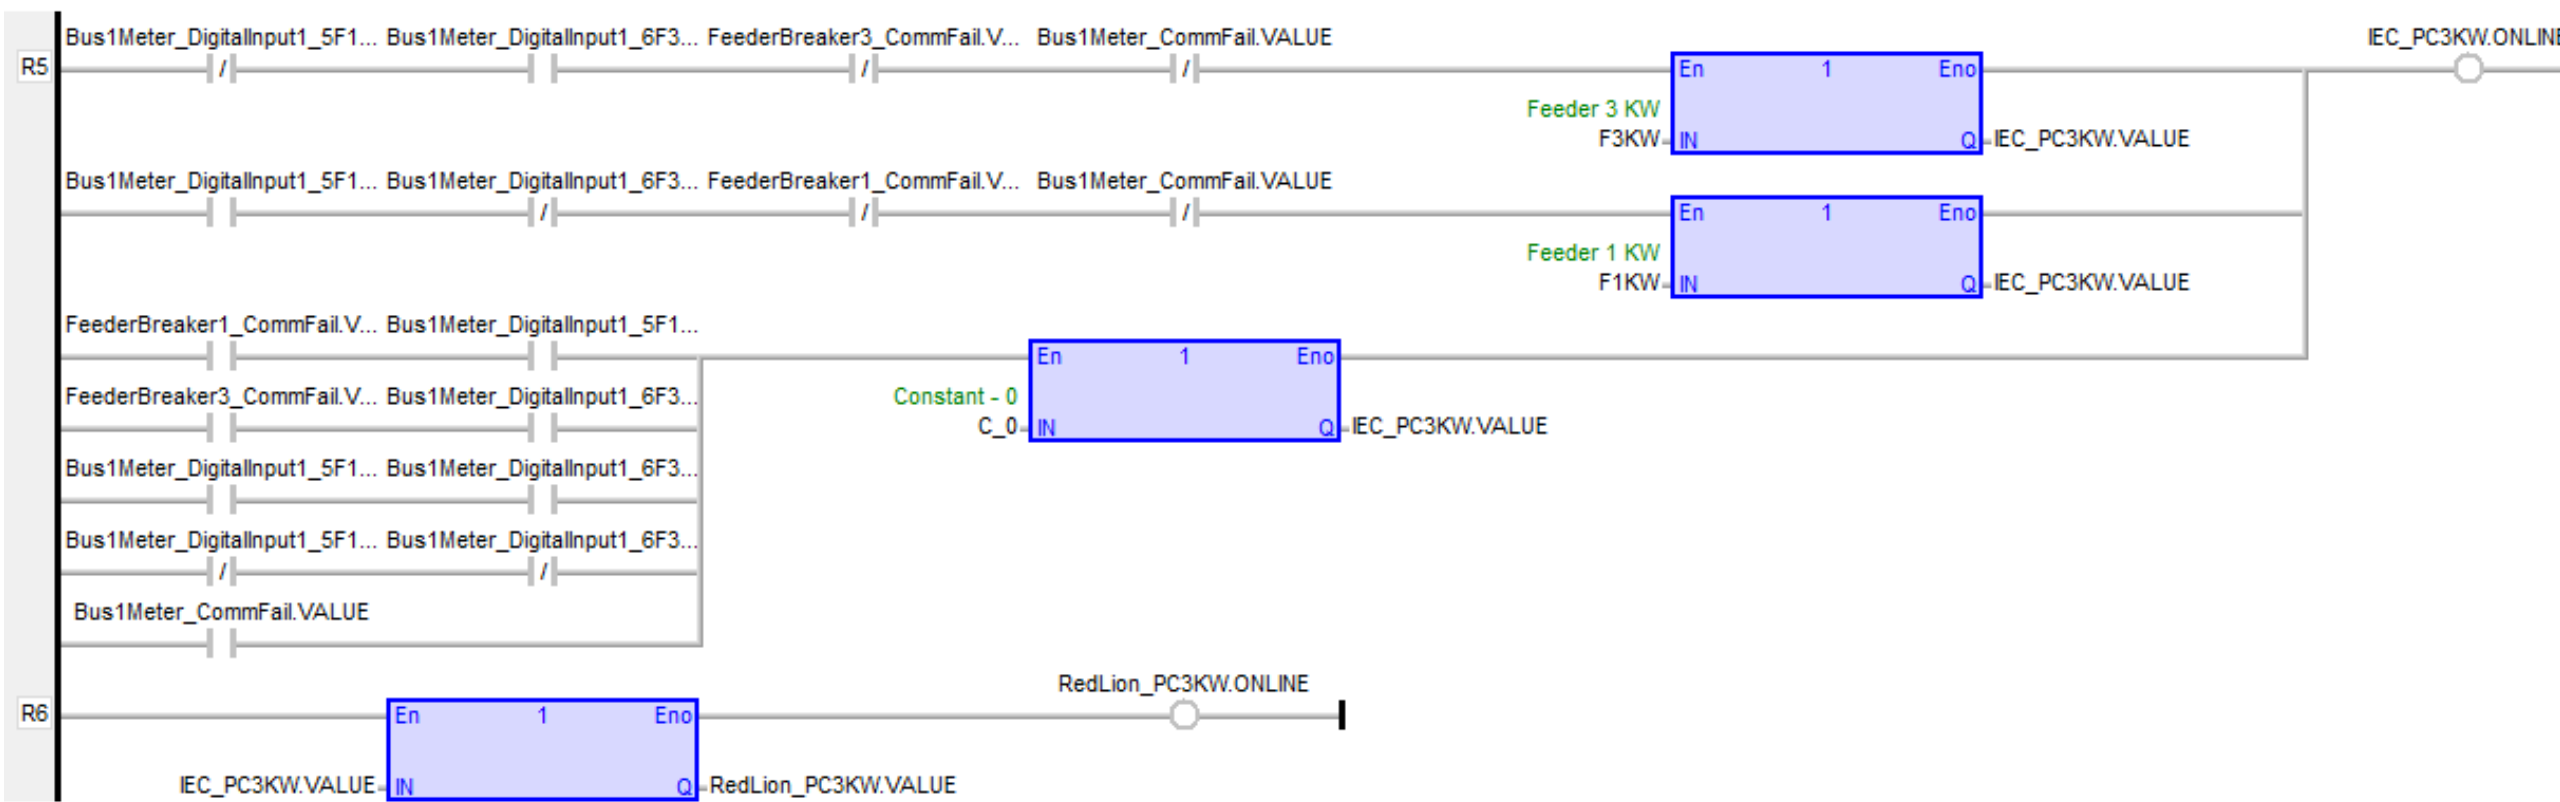 Bus1Meter_DigitalInput1_5F1... Bus1Meter_DigitalInput1_6F3... FeederBreaker3_CommFail.V... Bus1Meter_CommFail.VALUE IEC_PC3KW.ONLINE
R5 / / / En 1 Eno
Feeder 3 KW
F3KW IN Q IEC_PC3KW.VALUE
Bus1Meter_DigitalInput1_5F1... Bus1Meter_DigitalInput1_6F3... FeederBreaker1_CommFail.V... Bus1Meter_CommFail.VALUE
/ / / En 1 Eno
Feeder 1 KW
F1KW IN Q IEC_PC3KW.VALUE
FeederBreaker1_CommFail.V... Bus1Meter_DigitalInput1_5F1...
En 1 Eno
FeederBreaker3_CommFail.V... Bus1Meter_DigitalInput1_6F3... Constant - 0
C_0 IN Q IEC_PC3KW.VALUE
Bus1Meter_DigitalInput1_5F1... Bus1Meter_DigitalInput1_6F3...
Bus1Meter_DigitalInput1_5F1... Bus1Meter_DigitalInput1_6F3...
/ /
Bus1Meter_CommFail.VALUE
RedLion_PC3KW.ONLINE
R6 En 1 Eno
IEC_PC3KW.VALUE IN Q RedLion_PC3KW.VALUE